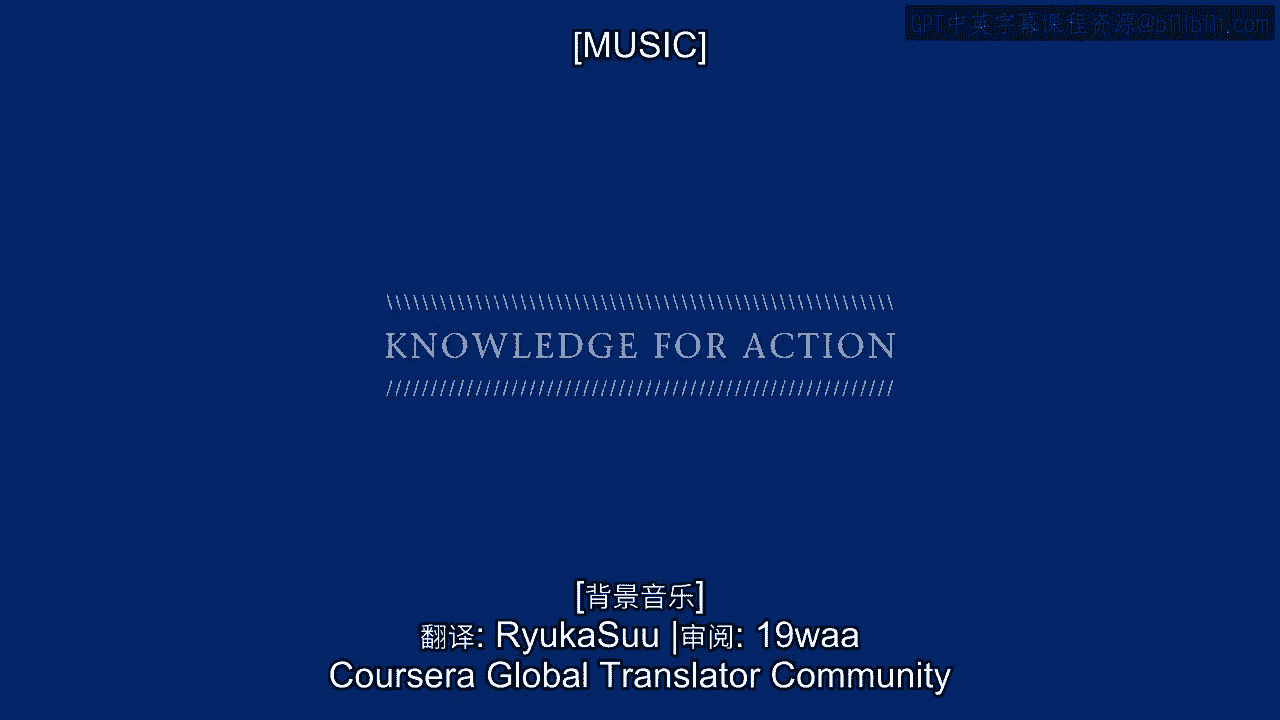 GPT中英字幕课程资源@bilibili.com
[MUSIC]
KNOWLEDGE FOR ACTION
[背景音乐]
翻译: RyukaSuu |审阅: 19waa
Coursera Global Translator Community